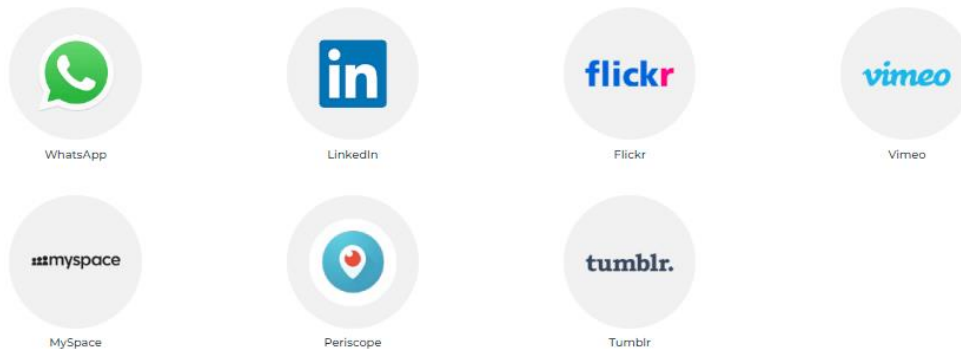 in
flickr
vimeo
WhatsApp
LinkedIn
Flickr
Vimeo
myspace
tumblr.
MySpace
Periscope
Tumblr